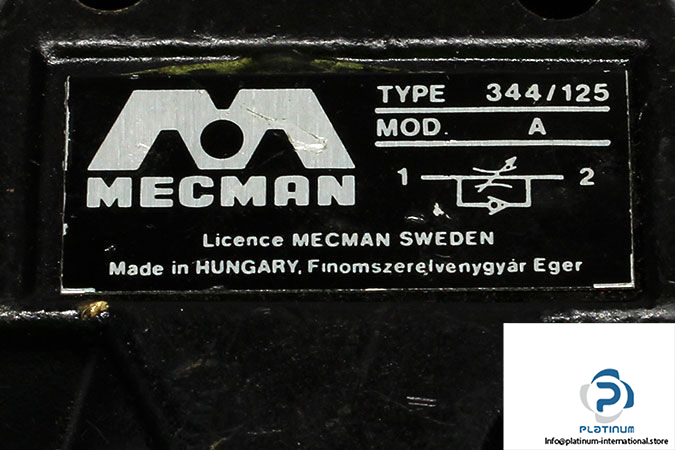 MECMAN
TYPE 344/125
MOD. A
1 2
Licence MECMAN SWEDEN
Made in HUNGARY, Finomszerelvenygyár Eger
PLATINUM
Info@platinum-international.store